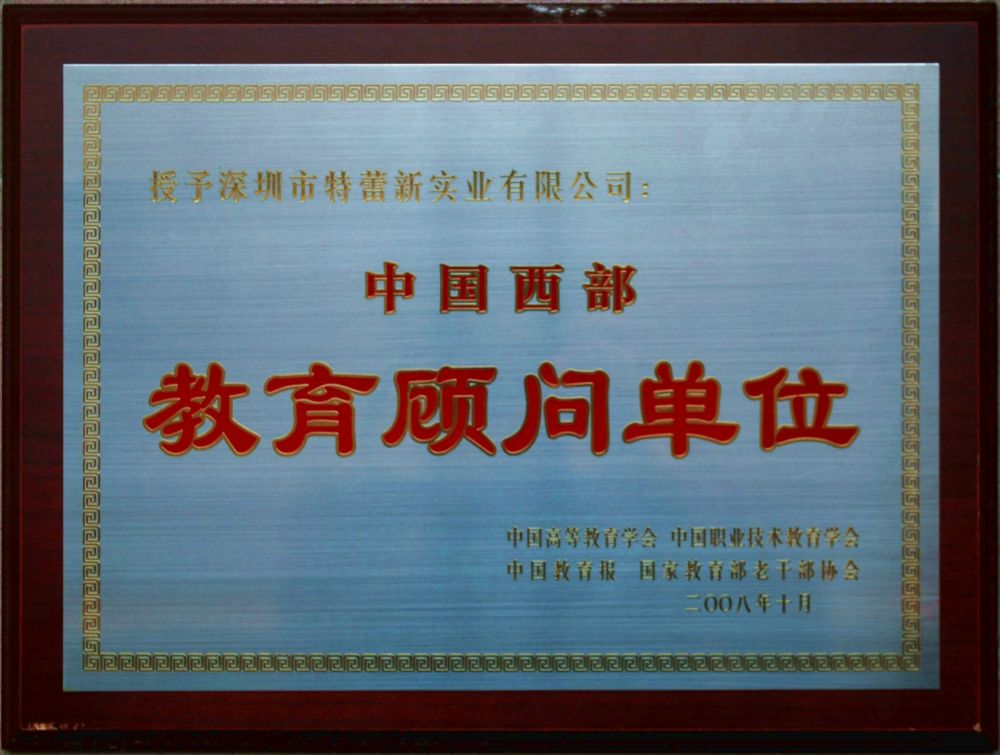 授予深圳市特蕾新实业有限公司：
中国西部
教育顾问单位
中国高等教育学会 中国职业技术教育学会
中国教育报 国家教育部老干部协会
二〇〇八年十月